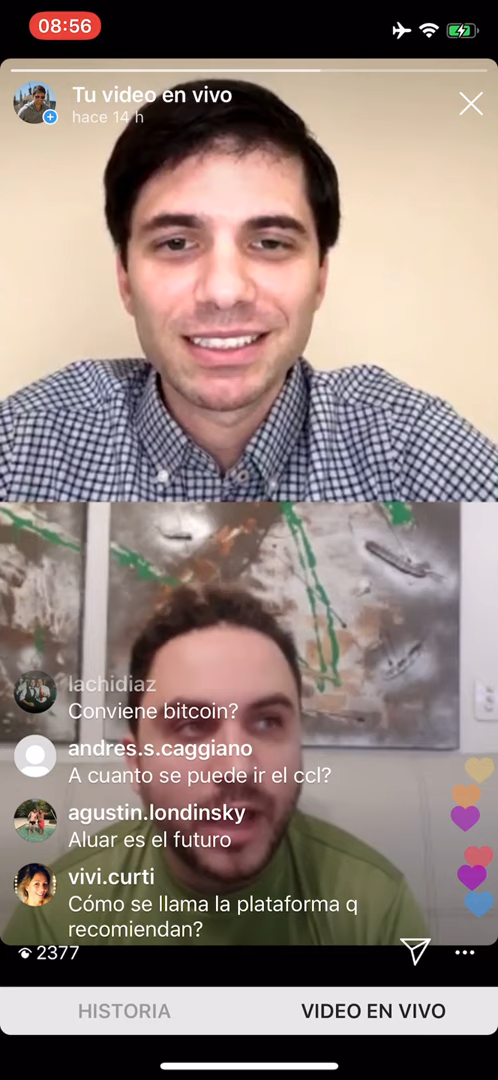 08:56
Tu video en vivo
hace 14 h
lachidiaz
Conviene bitcoin?
andres.s.caggiano
A cuanto se puede ir el ccl?
agustin.londinsky
Aluar es el futuro
vivi.curti
Cómo se llama la plataforma q
recomiendan?
2377
HISTORIA
VIDEO EN VIVO